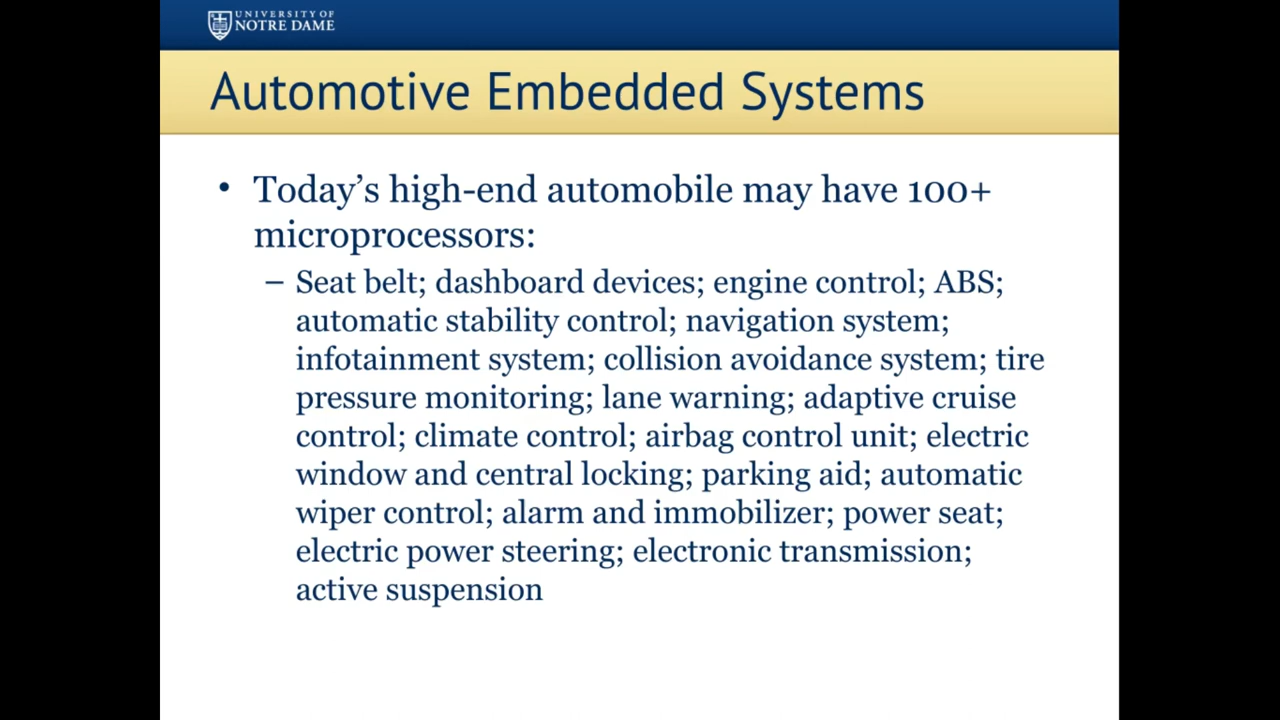 UNIVERSITY OF
NOTRE DAME
Automotive Embedded Systems
• Today’s high-end automobile may have 100+
microprocessors:
– Seat belt; dashboard devices; engine control; ABS;
automatic stability control; navigation system;
infotainment system; collision avoidance system; tire
pressure monitoring; lane warning; adaptive cruise
control; climate control; airbag control unit; electric
window and central locking; parking aid; automatic
wiper control; alarm and immobilizer; power seat;
electric power steering; electronic transmission;
active suspension